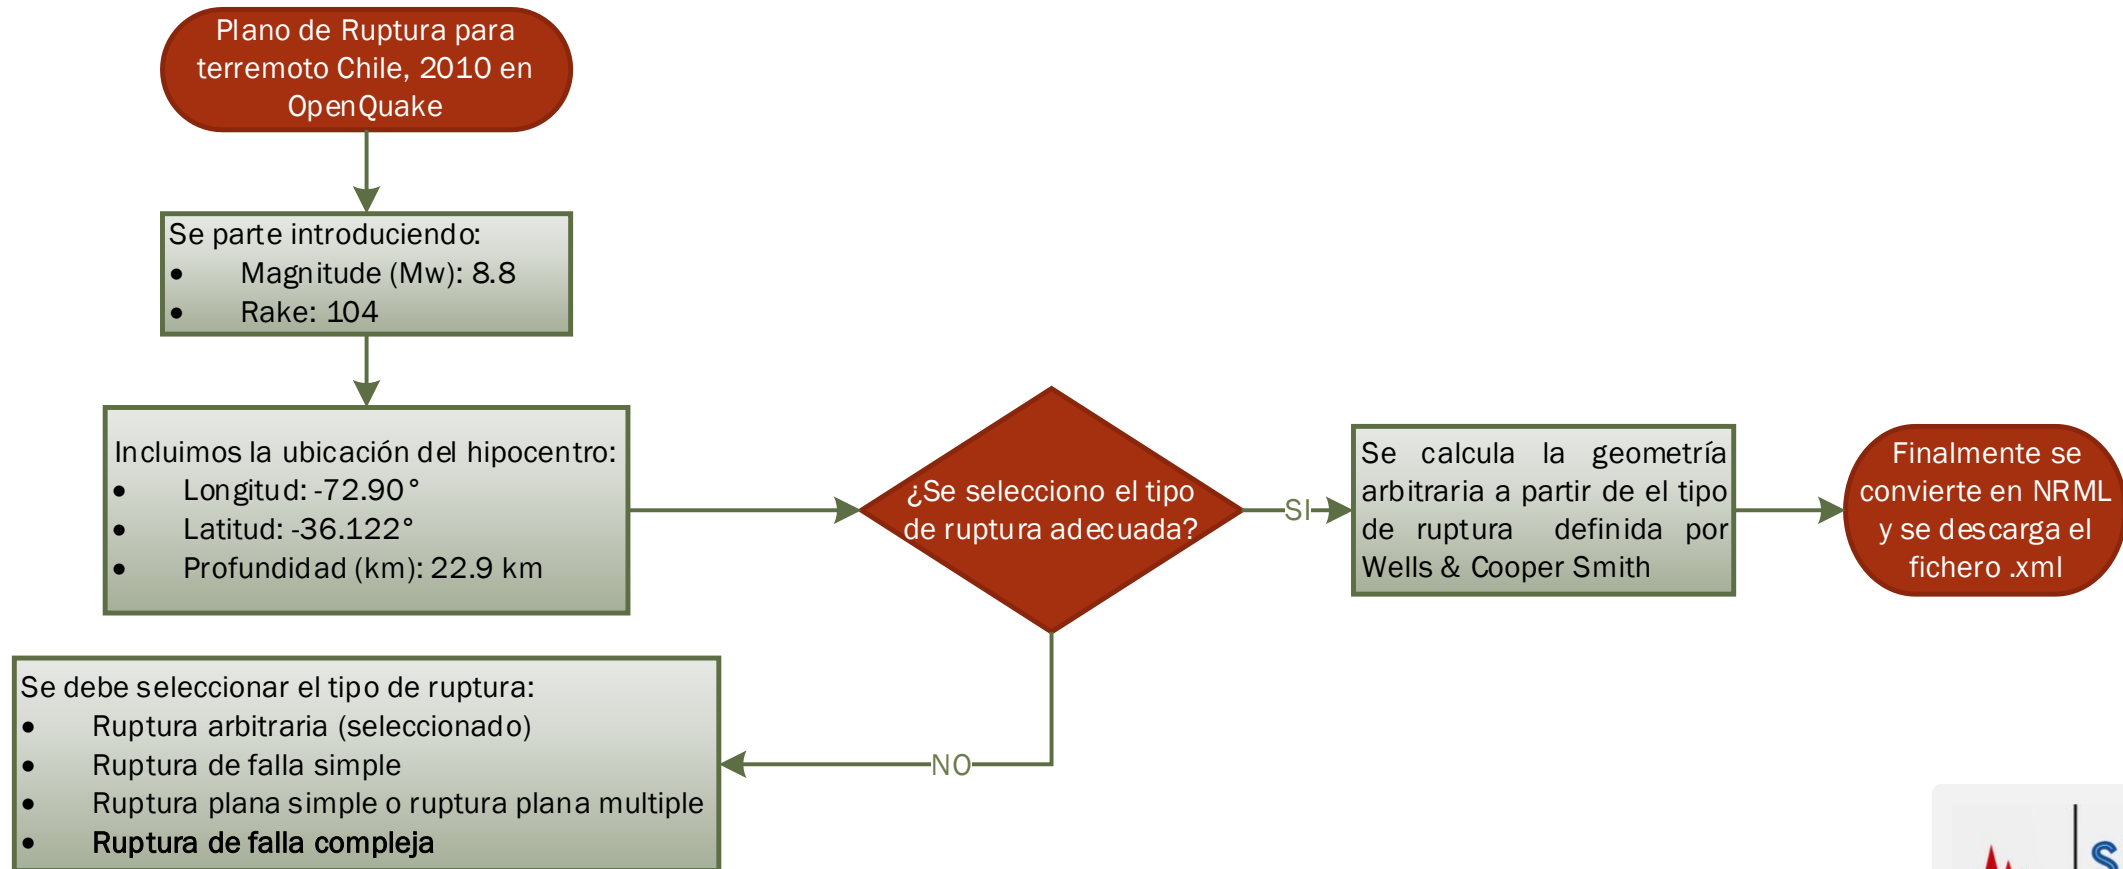 Plano de Ruptura para
terremoto Chile, 2010 en
OpenQuake
Se parte introduciendo:
• Magnitude (Mw): 8.8
• Rake: 104
Incluimos la ubicación del hipocentro:
• Longitud: -72.90°
• Latitud: -36.122°
• Profundidad (km): 22.9 km
¿Se selecciono el tipo
de ruptura adecuada?
SI
Se calcula la geometría
arbitraria a partir de el tipo
de ruptura definida por
Wells & Cooper Smith
Finalmente se
convierte en NRML
y se descarga el
fichero .xml
NO
Se debe seleccionar el tipo de ruptura:
• Ruptura arbitraria (seleccionado)
• Ruptura de falla simple
• Ruptura plana simple o ruptura plana multiple
• Ruptura de falla compleja